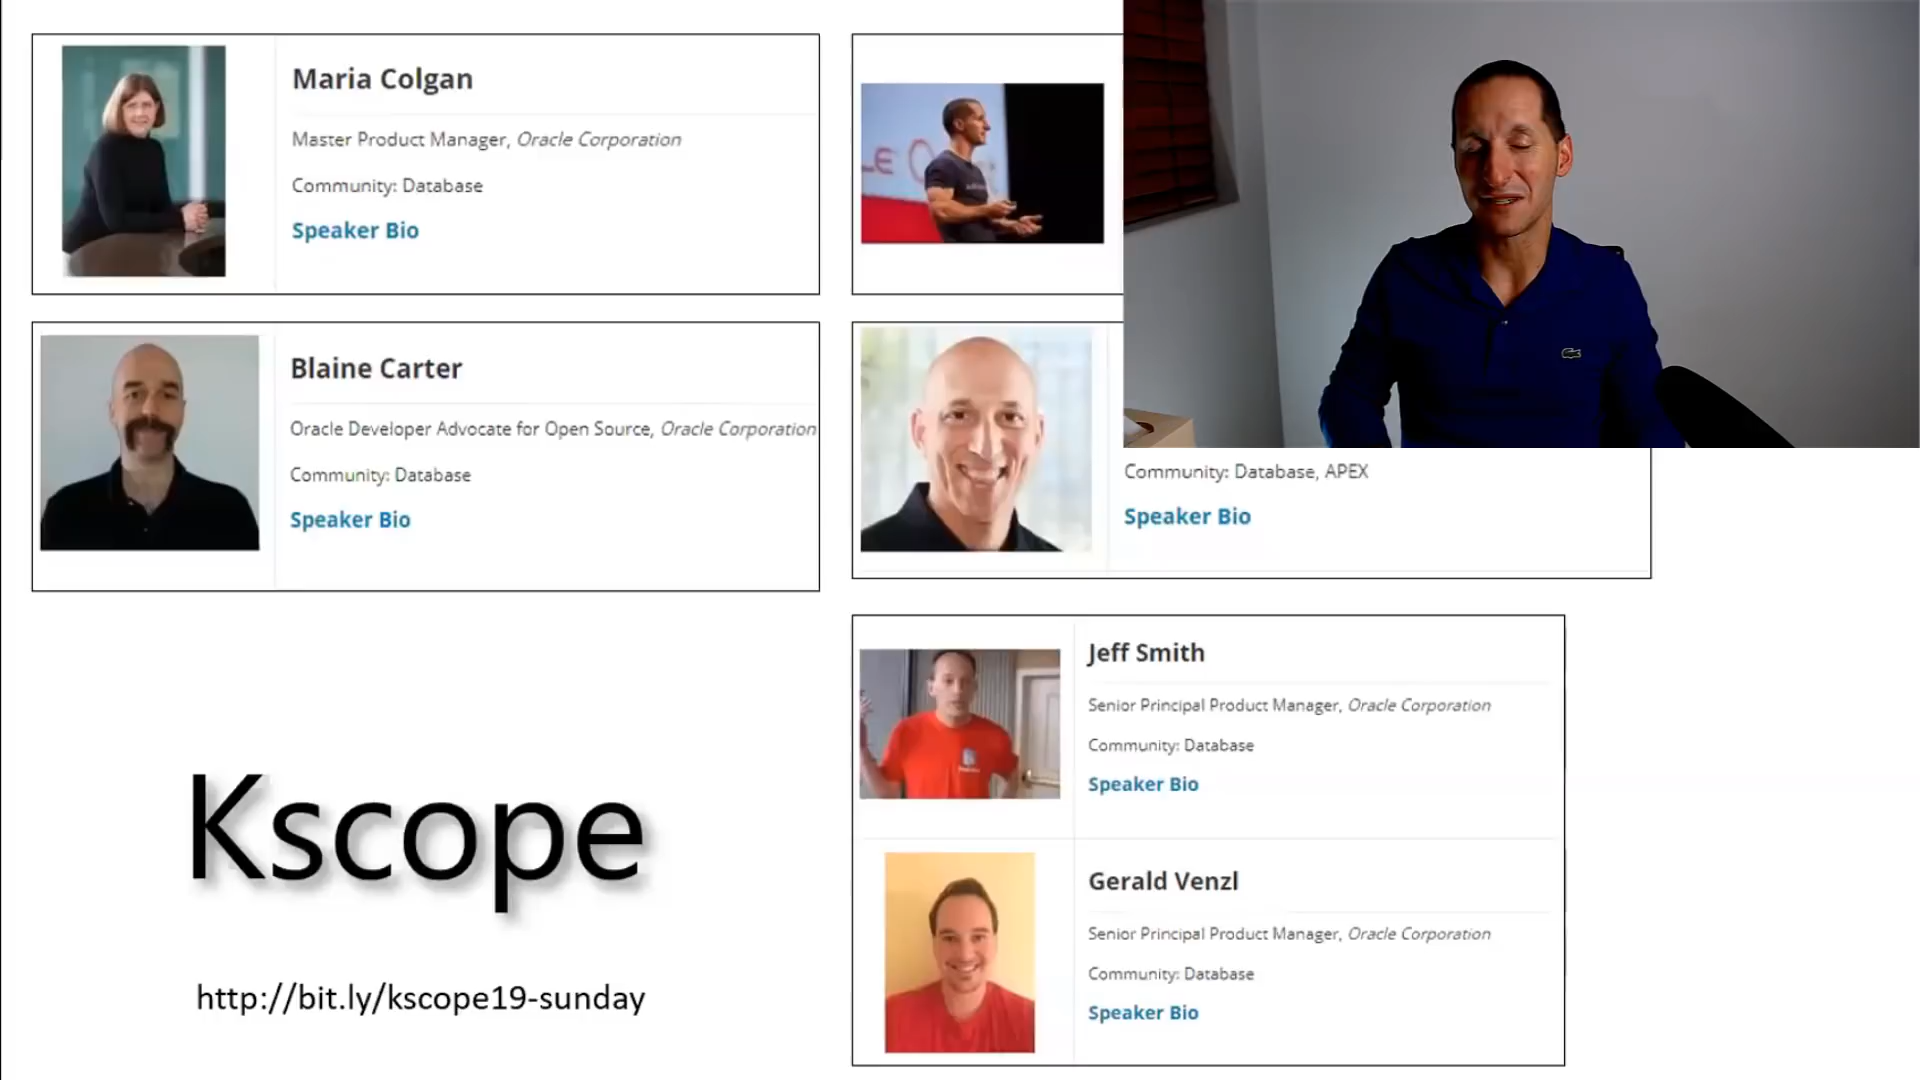 Maria Colgan
Master Product Manager, Oracle Corporation
Community: Database
Speaker Bio
Blaine Carter
Oracle Developer Advocate for Open Source, Oracle Corporation
Community: Database
Speaker Bio
Community: Database, APEX
Speaker Bio
Jeff Smith
Senior Principal Product Manager, Oracle Corporation
Community: Database
Speaker Bio
Gerald Venzl
Senior Principal Product Manager, Oracle Corporation
Community: Database
Speaker Bio
Kscope
http://bit.ly/kscope19-sunday